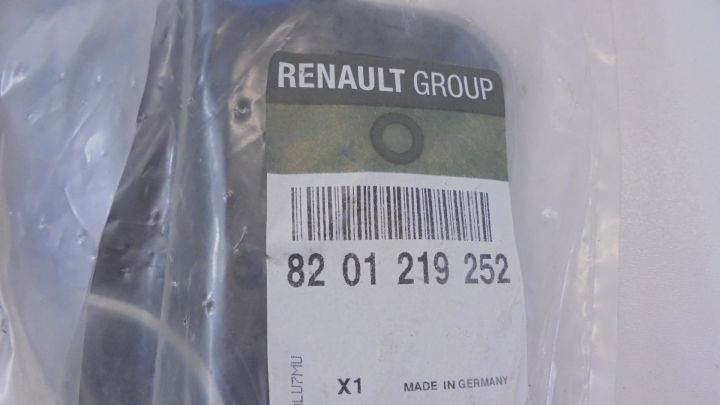 RENAULT GROUP
82 01 219 252
X1 MADE IN GERMANY